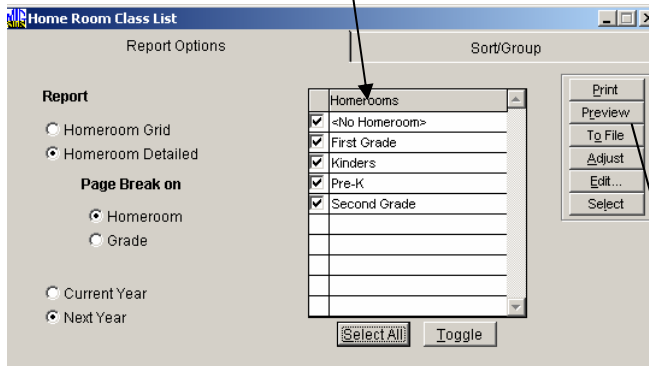 Home Room Class List
Report Options
Sort/Group
Report
Homeroom Grid
Homeroom Detailed
Page Break on
Homeroom
Grade
Current Year
Next Year
Homerooms
<No Homeroom>
First Grade
Kinders
Pre-K
Second Grade
Select All
Toggle
Print
Preview
To File
Adjust
Edit...
Select